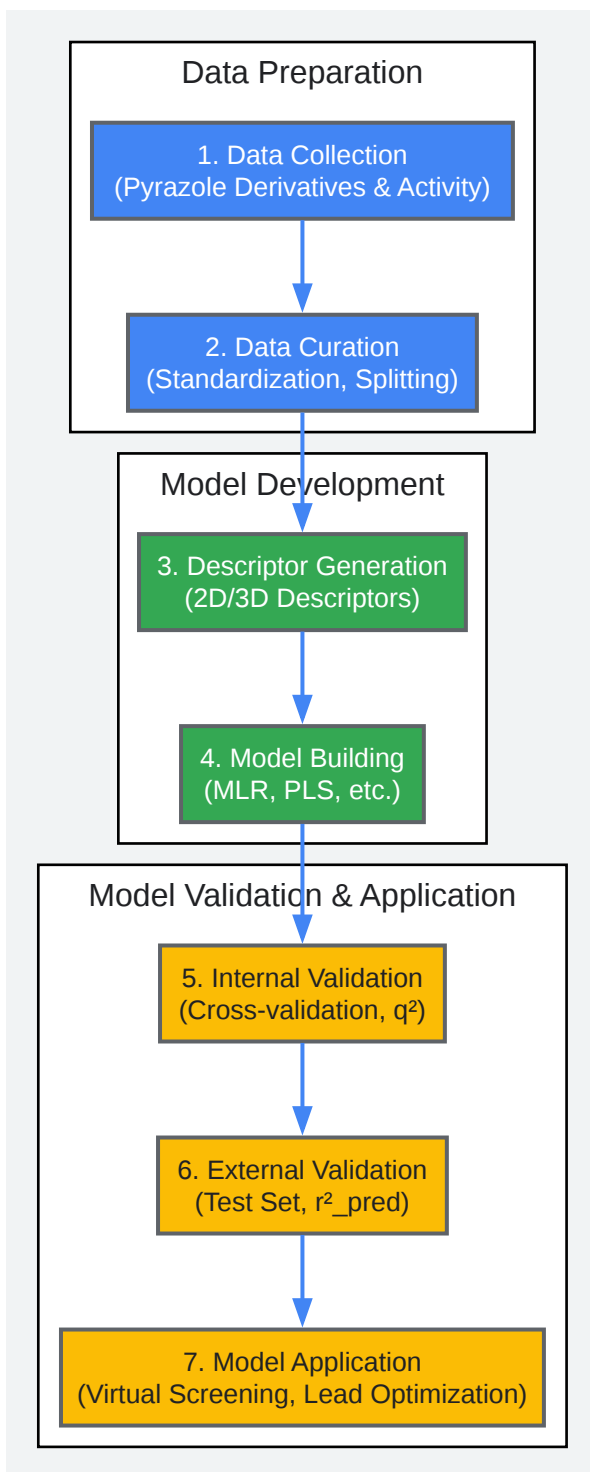 Data Preparation
1. Data Collection
(Pyrazole Derivatives & Activity)
2. Data Curation
(Standardization, Splitting)
Model Development
3. Descriptor Generation
(2D/3D Descriptors)
4. Model Building
(MLR, PLS, etc.)
Model Validation & Application
5. Internal Validation
(Cross-validation, q²)
6. External Validation
(Test Set, r²_pred)
7. Model Application
(Virtual Screening, Lead Optimization)